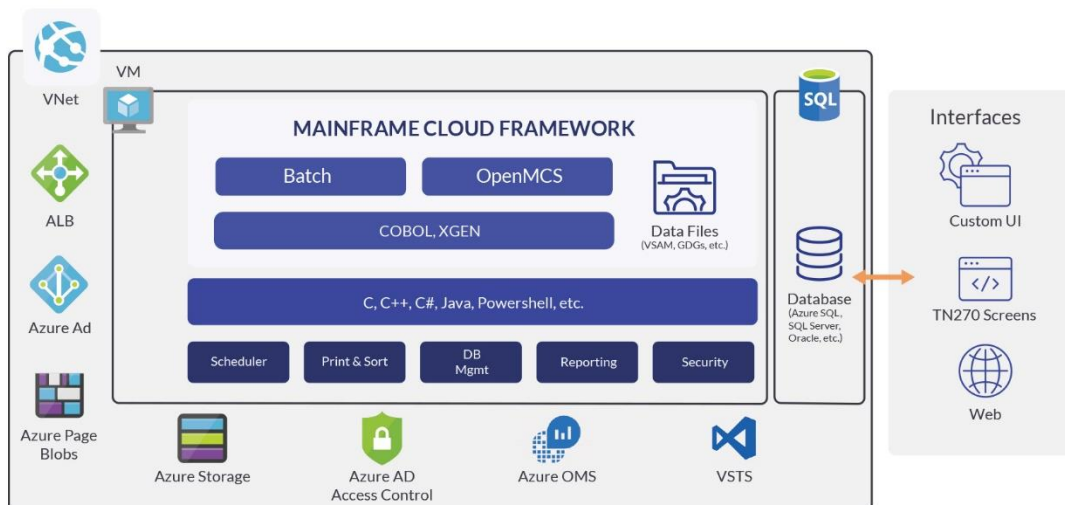 VNet
VM
ALB
Azure Ad
Azure Page
Blobs
MAINFRAME CLOUD FRAMEWORK
Batch
OpenMCS
COBOL, XGEN
Data Files
(VSAM, GDGs, etc.)
C, C++, C#, Java, Powershell, etc.
Scheduler
Print & Sort
DB
Mgmt
Reporting
Security
SQL
Database
(Azure SQL,
SQL Server,
Oracle, etc.)
Azure Storage
Azure AD
Access Control
Azure OMS
VSTS
Interfaces
Custom UI
TN270 Screens
Web